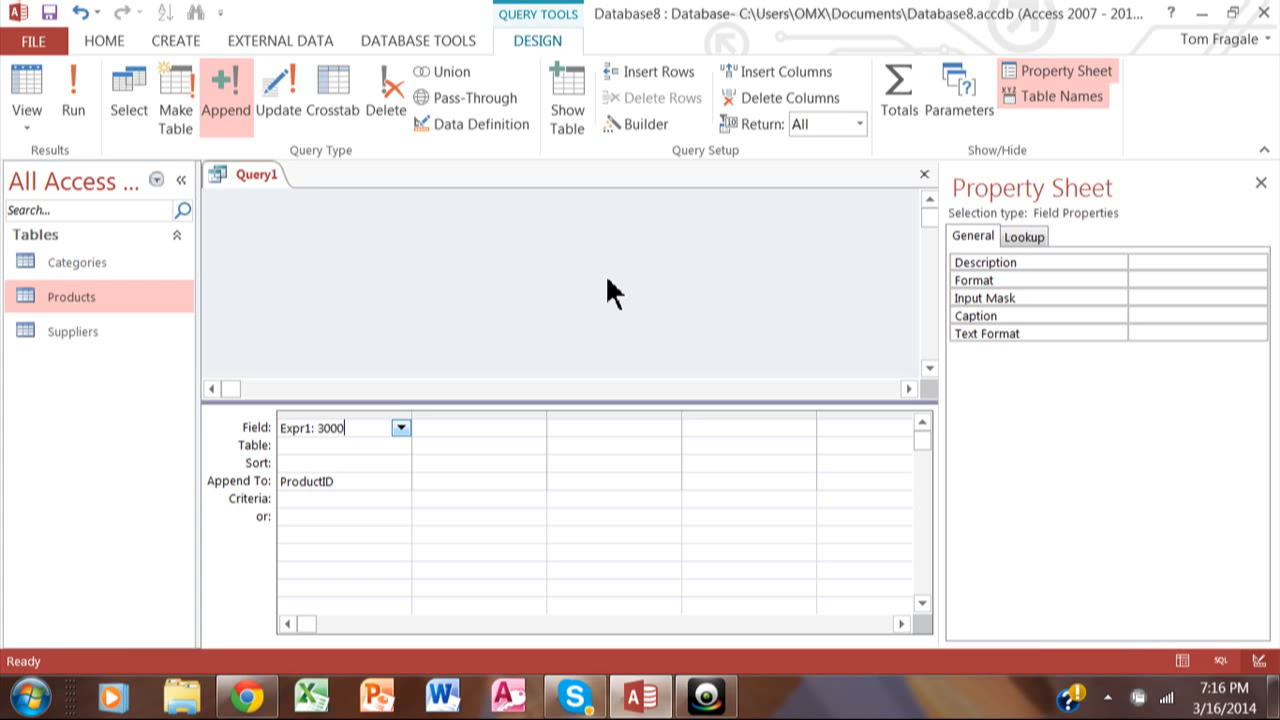 QUERY TOOLS
Database8 : Database- C:\Users\OMX\Documents\Database8.accdb (Access 2007 - 201...
?
FILE HOME CREATE EXTERNAL DATA DATABASE TOOLS DESIGN
Tom Fragale
View
Run
Results
Select
Make Table
Append
Update
Crosstab
Delete
Union
Pass-Through
Data Definition
Query Type
Show Table
Insert Rows
Delete Rows
Builder
Insert Columns
Delete Columns
Return: All
Query Setup
Totals
Parameters
Property Sheet
Table Names
Show/Hide
All Access ...
Search...
Tables
Categories
Products
Suppliers
Query1
Field: Expr1: 3000
Table:
Sort:
Append To: ProductID
Criteria:
or:
Property Sheet
Selection type: Field Properties
General Lookup
Description
Format
Input Mask
Caption
Text Format
Ready
SQL
7:16 PM
3/16/2014